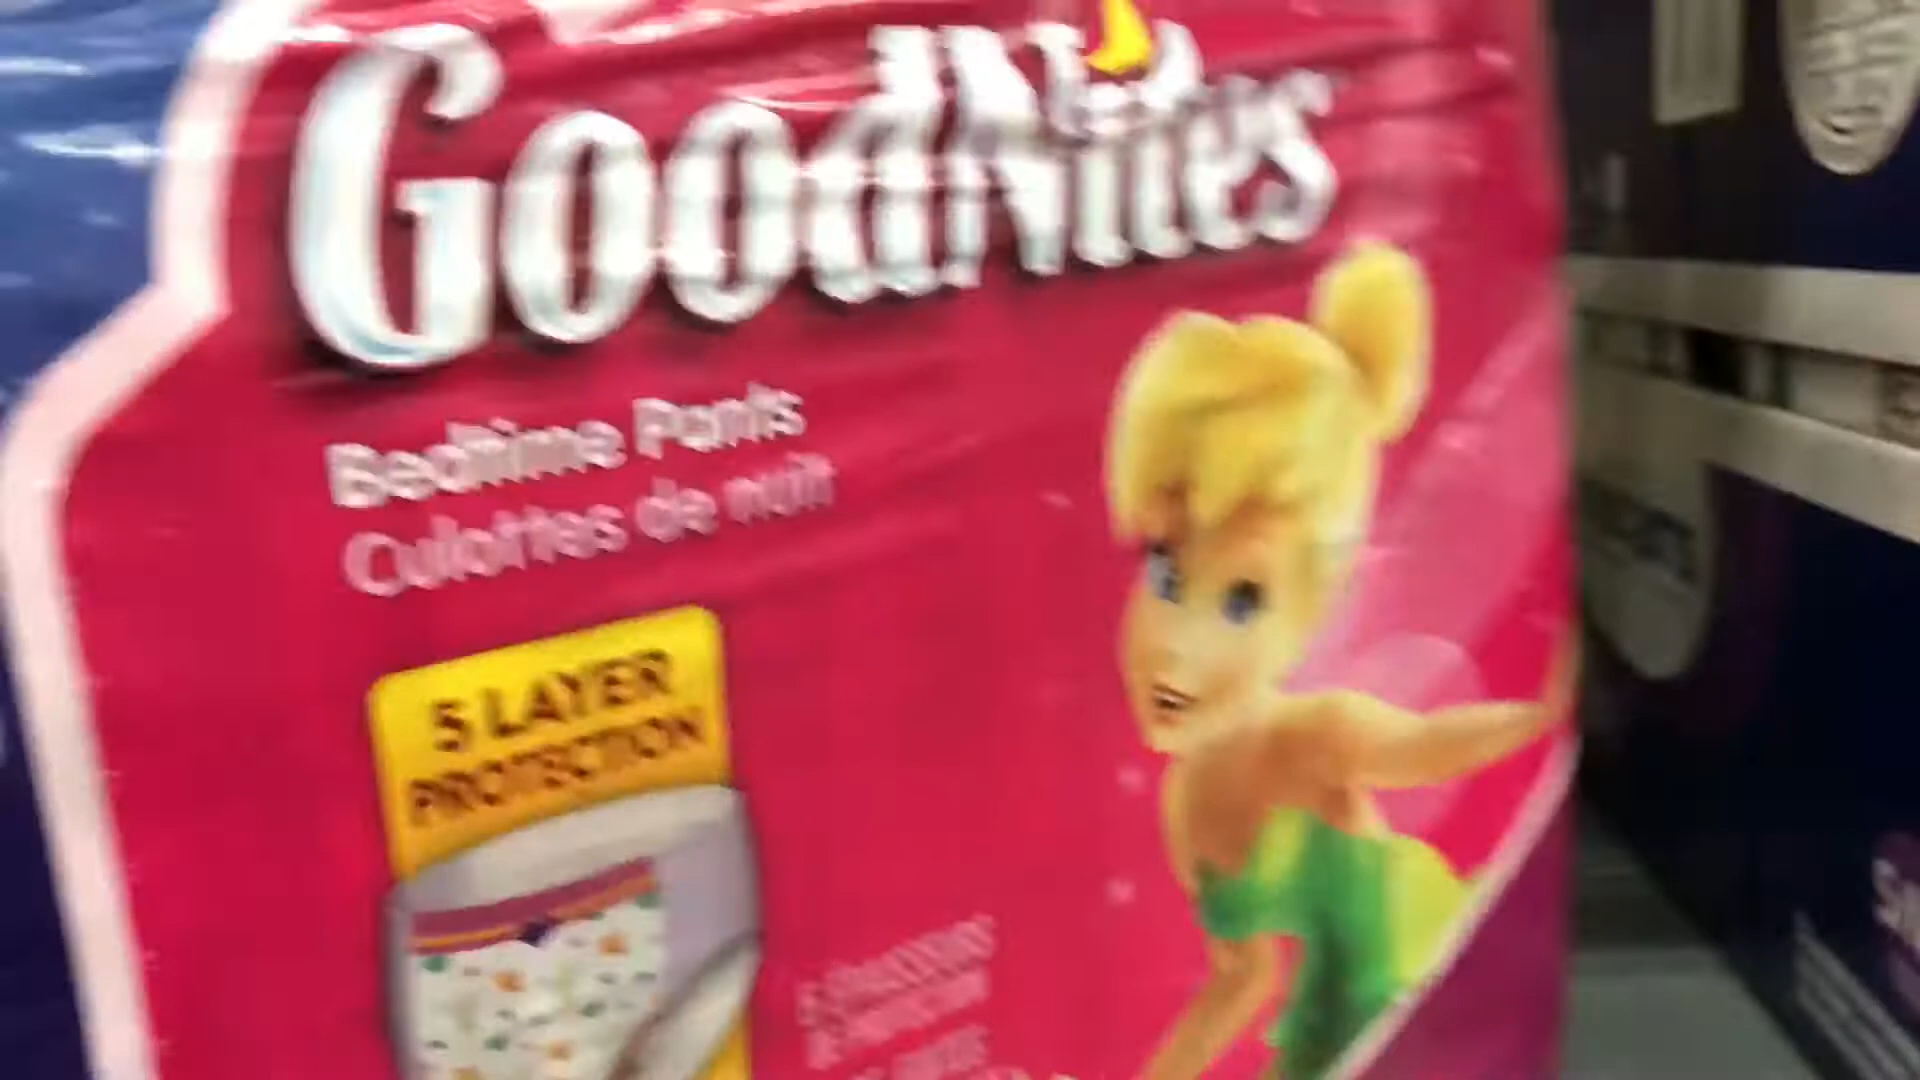 GoodNites
Bedtime Pants
Culottes de nuit
5 LAYER
PROTECTION